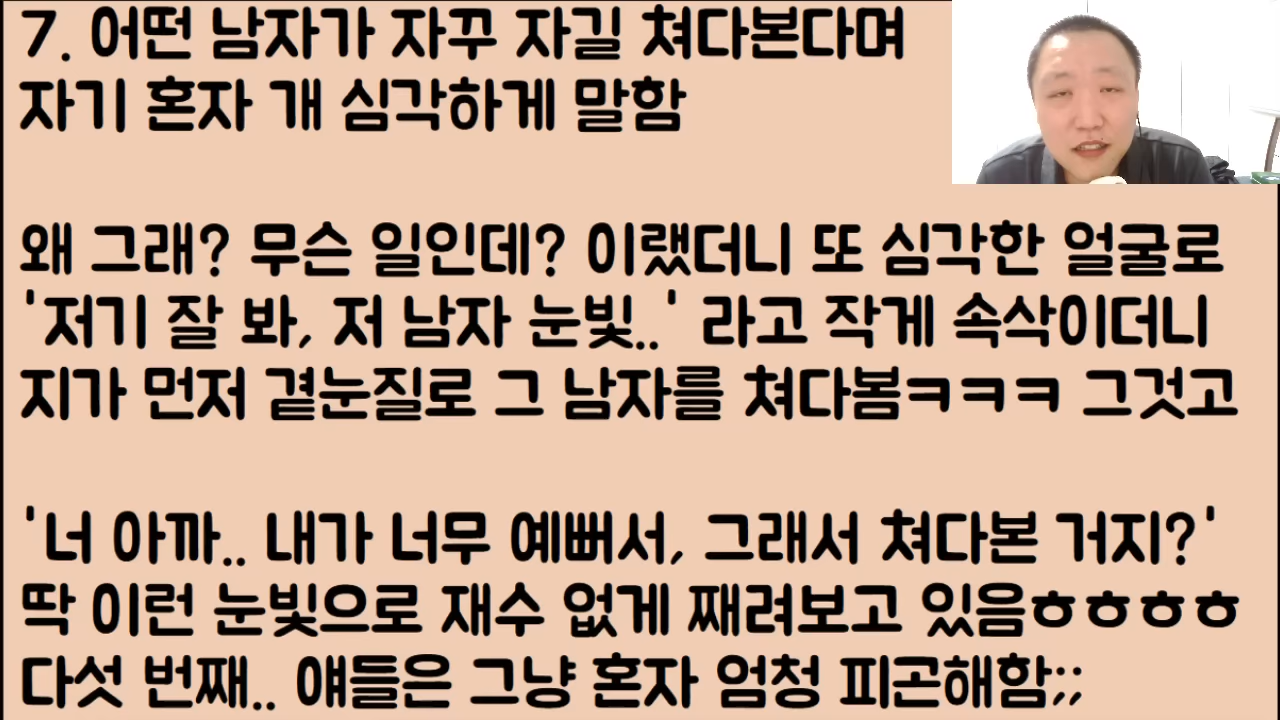 7. 어떤 남자가 자꾸 자길 쳐다본다며
자기 혼자 개 심각하게 말함
왜 그래? 무슨 일인데? 이랬더니 또 심각한 얼굴로
'저기 잘 봐, 저 남자 눈빛..' 라고 작게 속삭이더니
지가 먼저 곁눈질로 그 남자를 쳐다봄ㅋㅋㅋ 그것고
'너 아까.. 내가 너무 예뻐서, 그래서 쳐다본 거지?'
딱 이런 눈빛으로 재수 없게 째려보고 있음ㅎㅎㅎㅎ
다섯 번째.. 얘들은 그냥 혼자 엄청 피곤해함;;